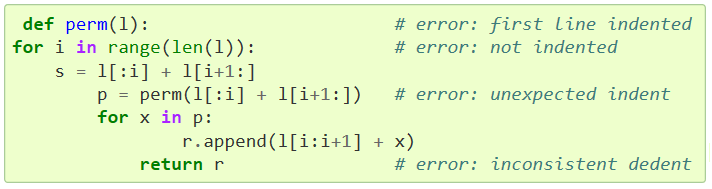 def perm(l):                       # error: first line indented
for i in range(len(l)):             # error: not indented
    s = l[:i] + l[i+1:]
        p = perm(l[:i] + l[i+1:])   # error: unexpected indent
        for x in p:
                r.append(l[i:i+1] + x)
            return r                # error: inconsistent dedent